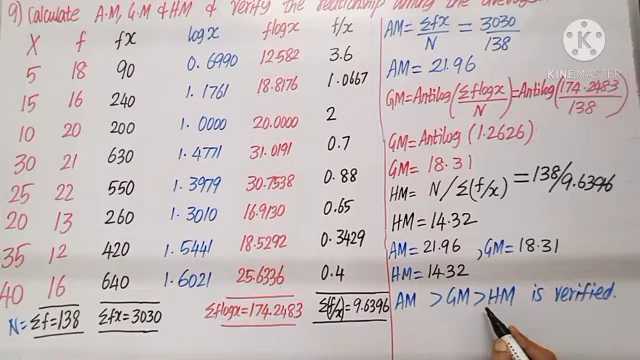 9) Calculate A.M, G.M & HM & Verify the relationship among the
X f fx logx flogx f/x
5 18 90 0.6990 12.582 3.6
15 16 240 1.1761 18.8176 1.0667
10 20 200 1.0000 20.0000 2
30 21 630 1.4771 31.0191 0.7
25 22 550 1.3979 30.7538 0.88
20 13 260 1.3010 16.9130 0.65
35 12 420 1.5441 18.5292 0.3429
40 16 640 1.6021 25.6336 0.4
N=Σf=138 Σfx=3030 Σflogx=174.2483 Σf/x=9.6396
AM = Σfx/N = 3030/138
AM = 21.96
GM=Antilog(Σflogx/N)=Antilog(174.2483/138)
GM=Antilog (1.2626)
GM= 18.31
HM= N/Σ(f/x) =138/9.6396
HM=14.32
AM=21.96 ,GM=18.31
HM=14.32
AM >GM>HM is verified.
KINEMASTER